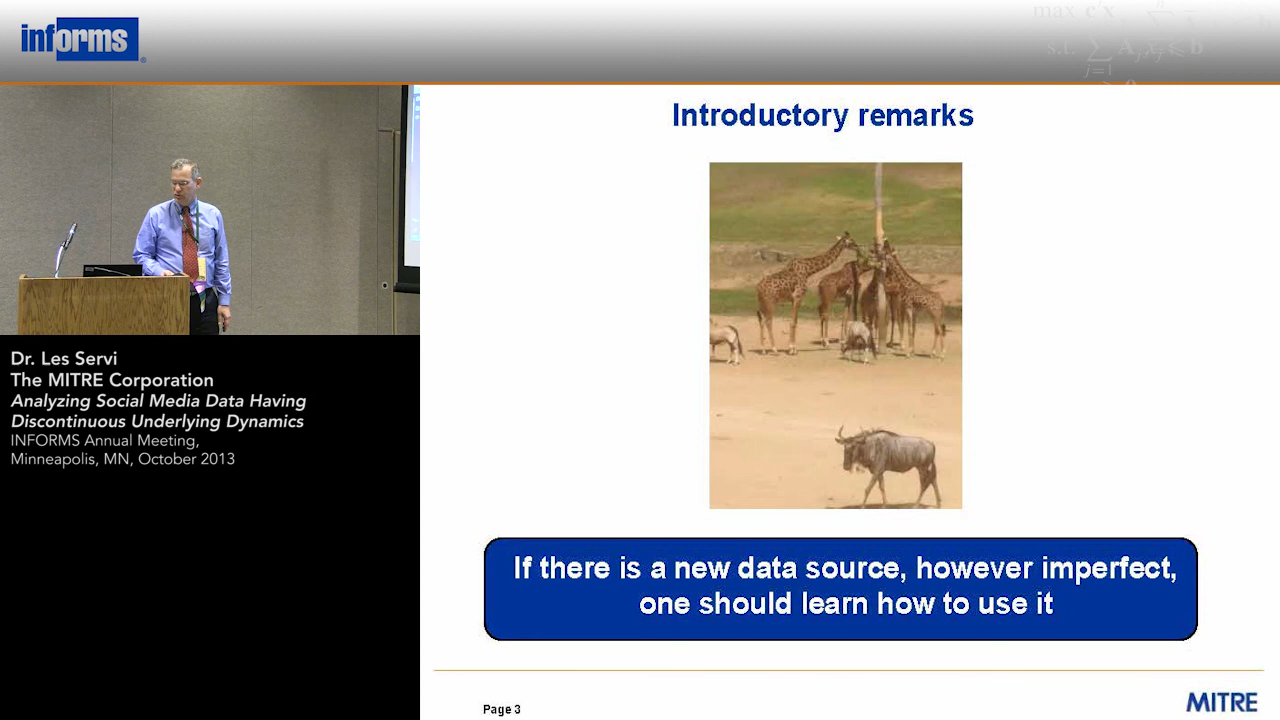 informs
max c'x
s.t.
Introductory remarks
Dr. Les Servi
The MITRE Corporation
Analyzing Social Media Data Having
Discontinuous Underlying Dynamics
INFORMS Annual Meeting,
Minneapolis, MN, October 2013
If there is a new data source, however imperfect,
one should learn how to use it
Page 3
MITRE